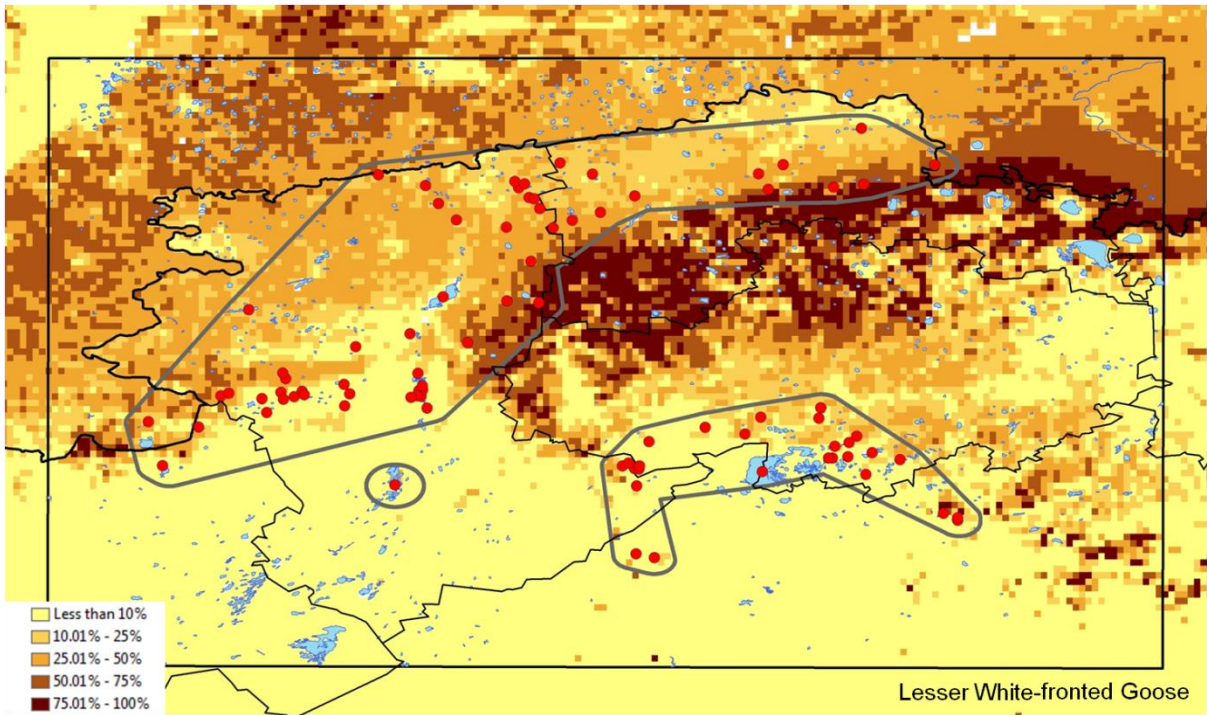 Less than 10%
10.01% - 25%
25.01% - 50%
50.01% - 75%
75.01% - 100%
Lesser White-fronted Goose